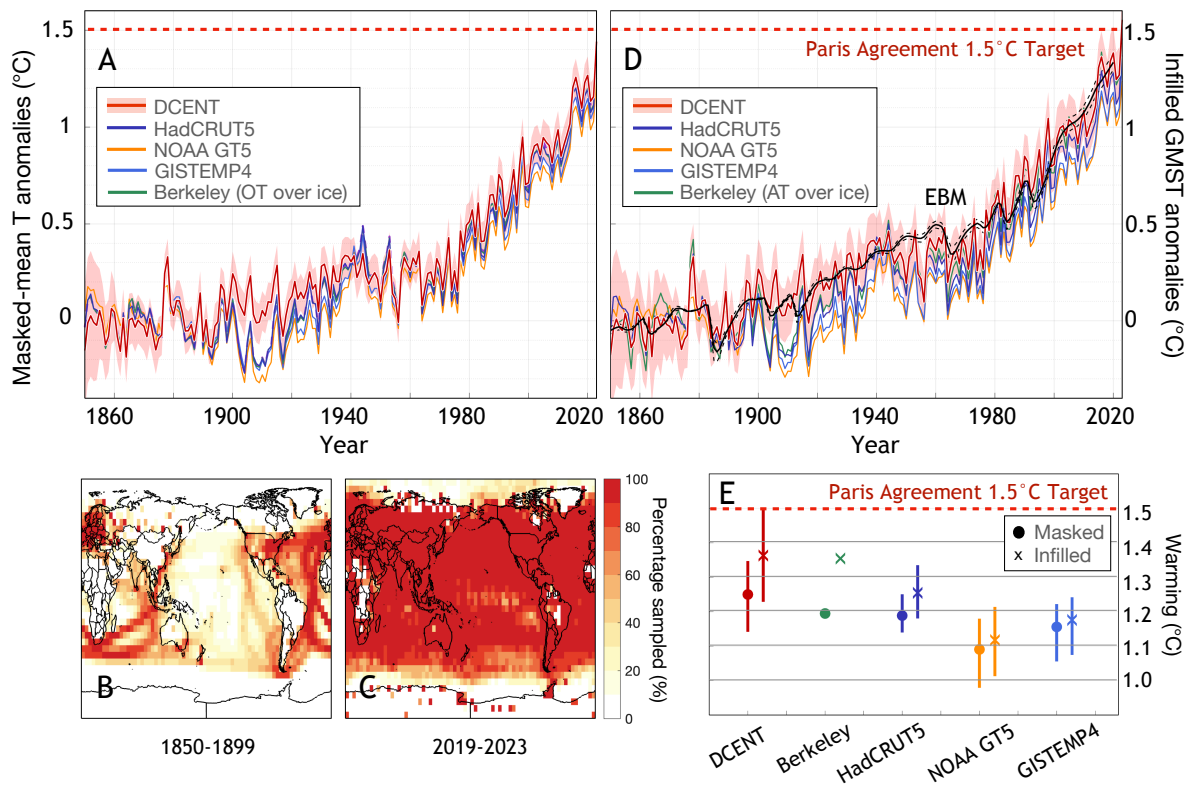 A
Masked-mean T anomalies (°C)
1.5
1
0.5
0
DCENT
HadCRUT5
NOAA GT5
GISTEMP4
Berkeley (OT over ice)
1860
1900
1940
1980
2020
Year
D
Paris Agreement 1.5°C Target
DCENT
HadCRUT5
NOAA GT5
GISTEMP4
Berkeley (AT over ice)
EBM
1.5
1
0.5
0
Infilled GMST anomalies (°C)
1860
1900
1940
1980
2020
Year
B
1850-1899
C
2019-2023
100
80
60
40
20
0
Percentage sampled (%)
E
Paris Agreement 1.5°C Target
Masked
Infilled
1.5
1.4
1.3
1.2
1.1
1.0
Warming (°C)
DCENT
Berkeley
HadCRUT5
NOAA GT5
GISTEMP4